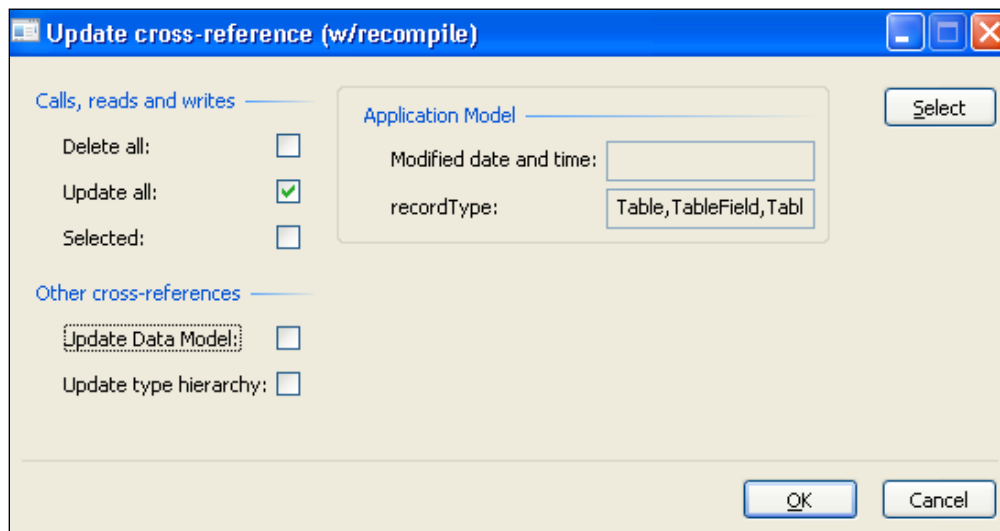 Update cross-reference (w/recompile)
Calls, reads and writes
Delete all:
Update all:
Selected:
Other cross-references
Update Data Model:
Update type hierarchy:
Application Model
Modified date and time:
recordType: Table,TableField,Tabl
Select
OK Cancel